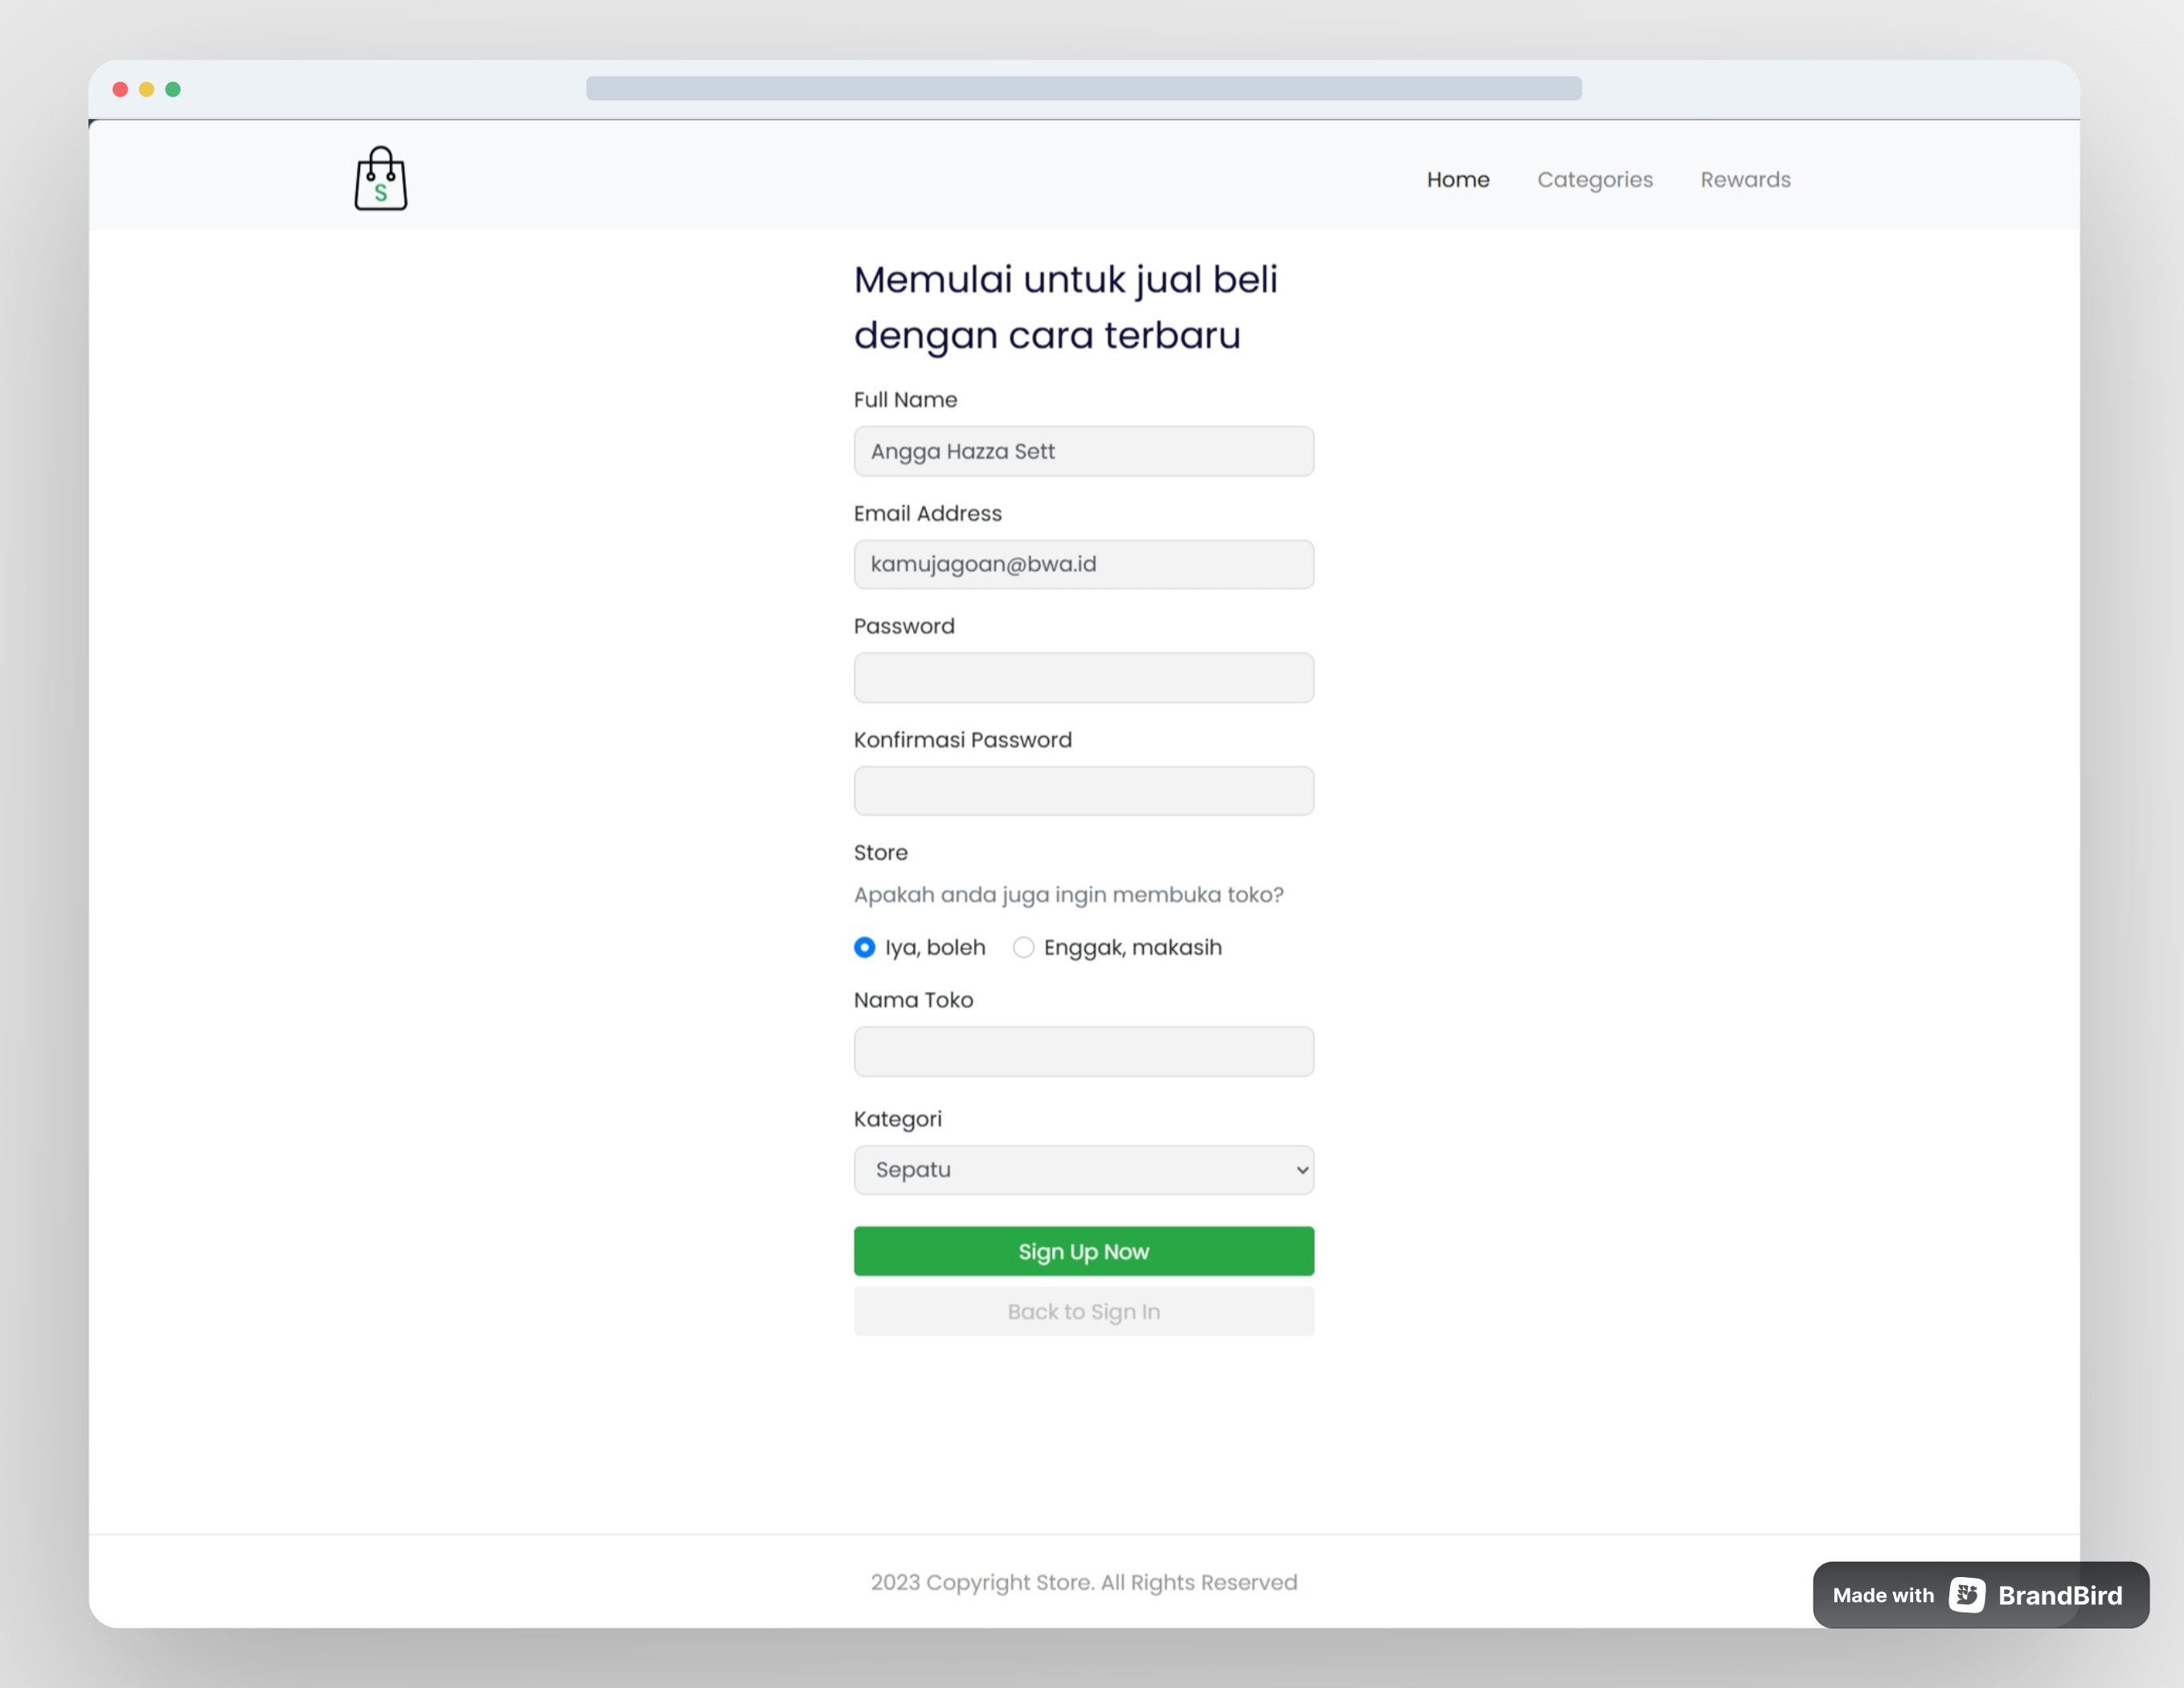 S
Home Categories Rewards
Memulai untuk jual beli
dengan cara terbaru
Full Name
Angga Hazza Sett
Email Address
kamujagoan@bwa.id
Password
Konfirmasi Password
Store
Apakah anda juga ingin membuka toko?
Iya, boleh Enggak, makasih
Nama Toko
Kategori
Sepatu
Sign Up Now
Back to Sign In
2023 Copyright Store. All Rights Reserved
Made with BrandBird